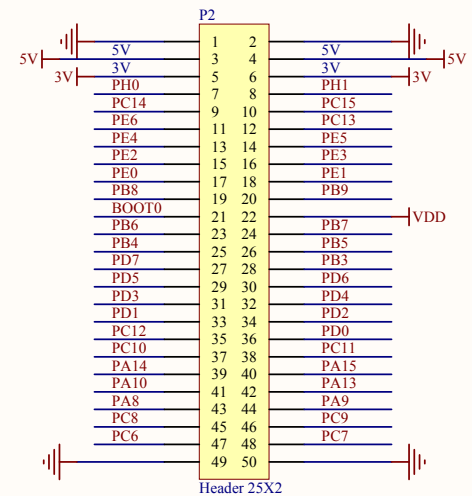 P2
1 2
5V 5V
5V 3 4 5V
3V 3V
3V 5 6 3V
PH0 7 8 PH1
PC14 9 10 PC15
PE6 11 12 PC13
PE4 13 14 PE5
PE2 15 16 PE3
PE0 17 18 PE1
PB8 19 20 PB9
BOOT0 21 22 VDD
PB6 23 24 PB7
PB4 25 26 PB5
PD7 27 28 PB3
PD5 29 30 PD6
PD3 31 32 PD4
PD1 33 34 PD2
PC12 35 36 PD0
PC10 37 38 PC11
PA14 39 40 PA15
PA10 41 42 PA13
PA8 43 44 PA9
PC8 45 46 PC9
PC6 47 48 PC7
49 50
Header 25X2